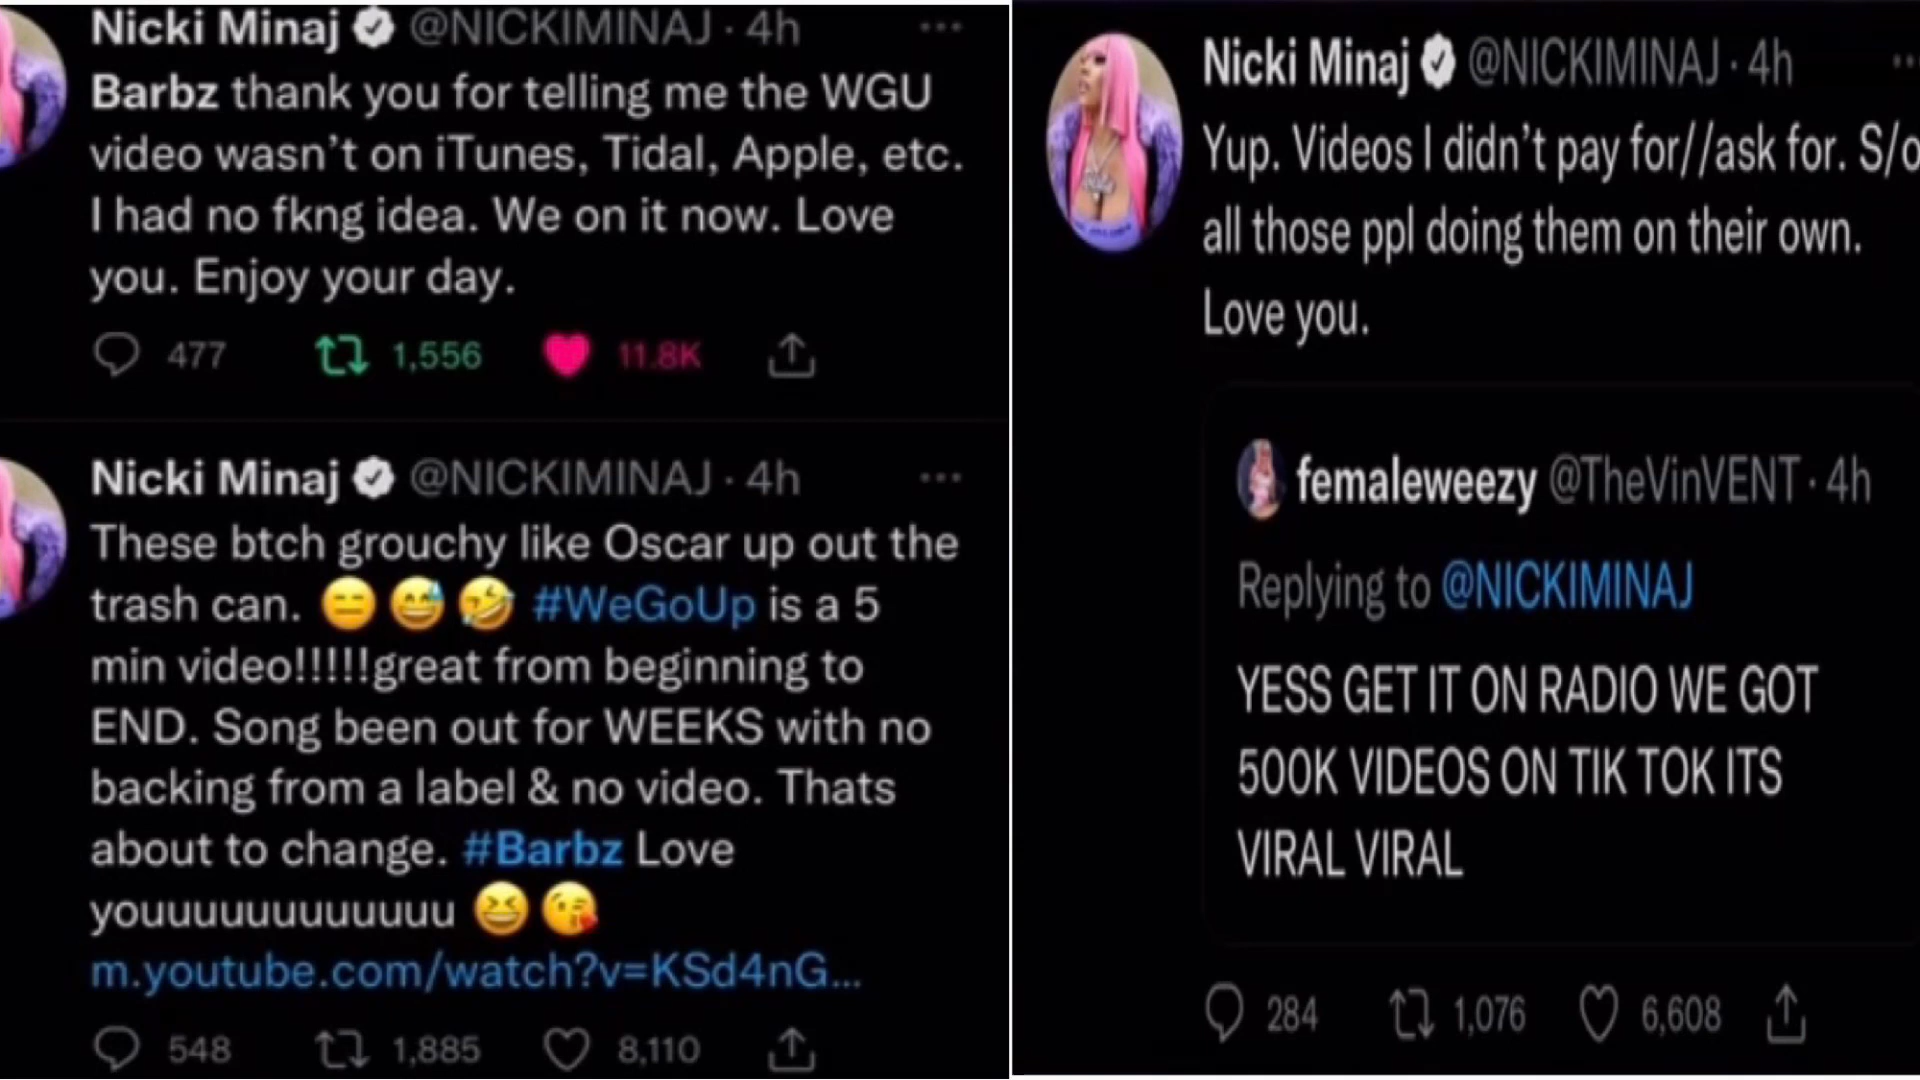 Nicki Minaj @NICKIMINAJ · 4h
Barbz thank you for telling me the WGU
video wasn't on iTunes, Tidal, Apple, etc.
I had no fkng idea. We on it now. Love
you. Enjoy your day.
477 1,556 11.8K
Nicki Minaj @NICKIMINAJ · 4h
These btch grouchy like Oscar up out the
trash can. 😑😅🤣 #WeGoUp is a 5
min video!!!!!great from beginning to
END. Song been out for WEEKS with no
backing from a label & no video. Thats
about to change. #Barbz Love
youuuuuuuuuuuuu 😆😘
m.youtube.com/watch?v=KSd4nG...
548 1,885 8,110
Nicki Minaj @NICKIMINAJ · 4h
Yup. Videos I didn't pay for//ask for. S/o
all those ppl doing them on their own.
Love you.
femaleweezy @TheVinVENT · 4h
Replying to @NICKIMINAJ
YESS GET IT ON RADIO WE GOT
500K VIDEOS ON TIK TOK ITS
VIRAL VIRAL
284 1,076 6,608